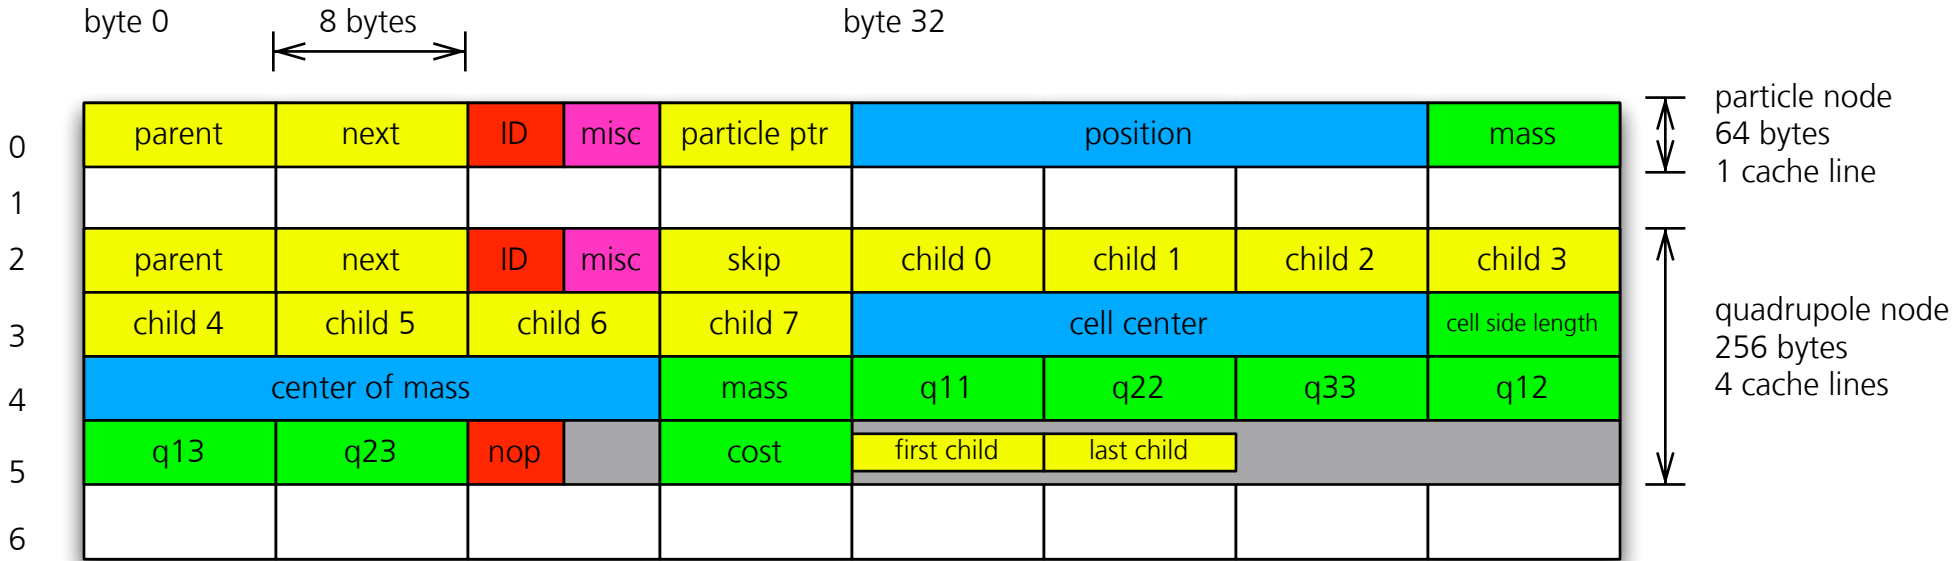 byte 0 8 bytes byte 32
0 parent next ID misc particle ptr position mass
particle node
64 bytes
1 cache line
1
2 parent next ID misc skip child 0 child 1 child 2 child 3
3 child 4 child 5 child 6 child 7 cell center cell side length
quadrupole node
256 bytes
4 cache lines
4 center of mass mass q11 q22 q33 q12
5 q13 q23 nop cost first child last child
6